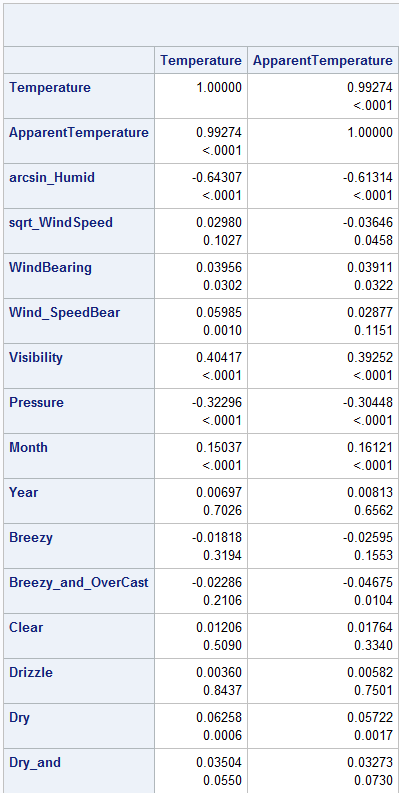 Temperature ApparentTemperature
Temperature 1.00000 0.99274
<.0001
ApparentTemperature 0.99274 1.00000
<.0001
arcsin_Humid -0.64307 -0.61314
<.0001 <.0001
sqrt_WindSpeed 0.02980 -0.03646
0.1027 0.0458
WindBearing 0.03956 0.03911
0.0302 0.0322
Wind_SpeedBear 0.05985 0.02877
0.0010 0.1151
Visibility 0.40417 0.39252
<.0001 <.0001
Pressure -0.32296 -0.30448
<.0001 <.0001
Month 0.15037 0.16121
<.0001 <.0001
Year 0.00697 0.00813
0.7026 0.6562
Breezy -0.01818 -0.02595
0.3194 0.1553
Breezy_and_OverCast -0.02286 -0.04675
0.2106 0.0104
Clear 0.01206 0.01764
0.5090 0.3340
Drizzle 0.00360 0.00582
0.8437 0.7501
Dry 0.06258 0.05722
0.0006 0.0017
Dry_and 0.03504 0.03273
0.0550 0.0730